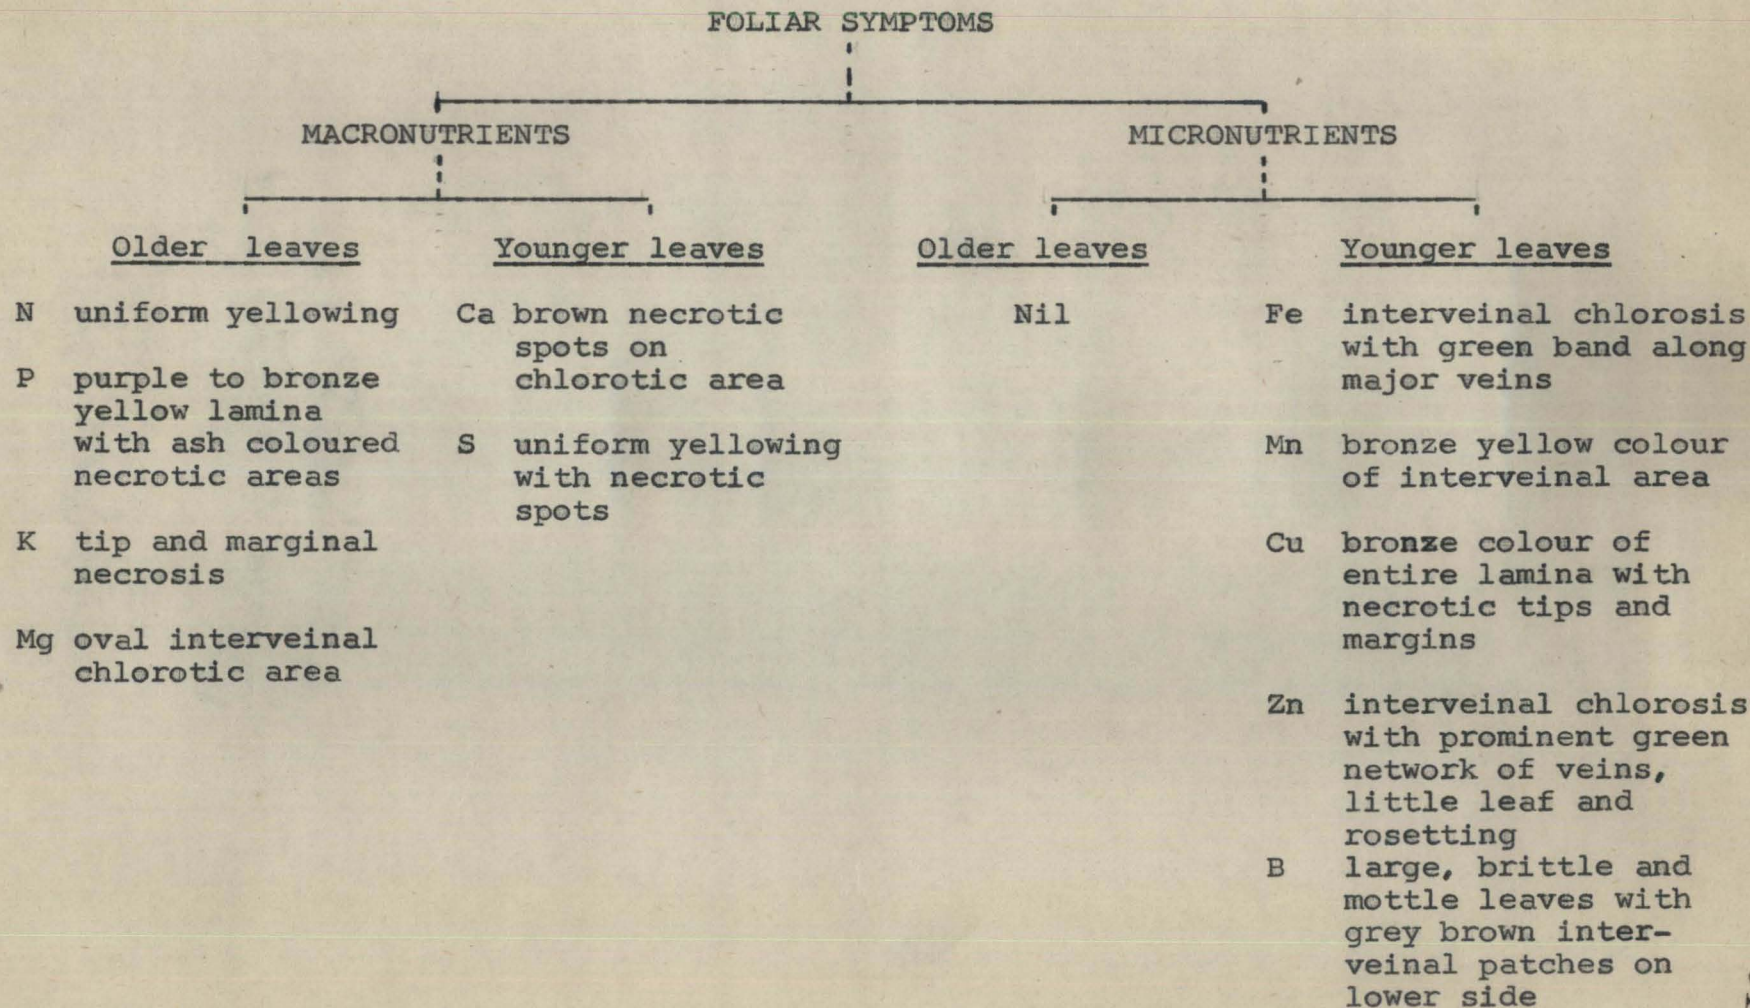 FOLIAR SYMPTOMS
MACRONUTRIENTS
Older leaves
N uniform yellowing
P purple to bronze
yellow lamina
with ash coloured
necrotic areas
K tip and marginal
necrosis
Mg oval interveinal
chlorotic area
Younger leaves
Ca brown necrotic
spots on
chlorotic area
S uniform yellowing
with necrotic
spots
MICRONUTRIENTS
Older leaves
Nil
Younger leaves
Fe interveinal chlorosis
with green band along
major veins
Mn bronze yellow colour
of interveinal area
Cu bronze colour of
entire lamina with
necrotic tips and
margins
Zn interveinal chlorosis
with prominent green
network of veins,
little leaf and
rosetting
B large, brittle and
mottle leaves with
grey brown inter-
veinal patches on
lower side